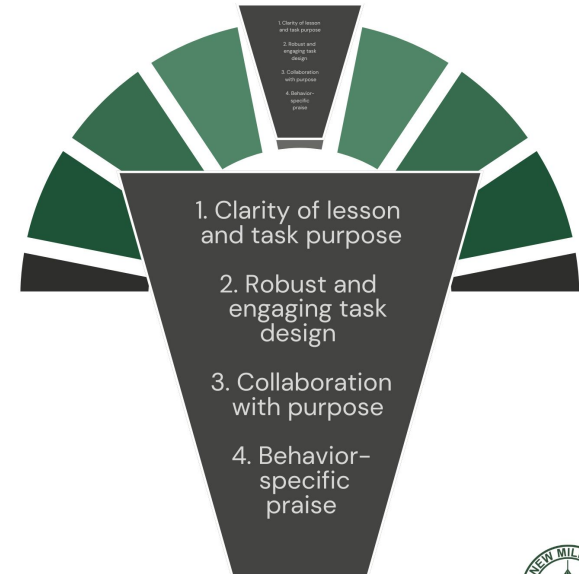 1. Clarity of lesson
and task purpose
2. Robust and
engaging task
design
3. Collaboration
with purpose
4. Behavior-
specific
praise
1. Clarity of lesson
and task purpose
2. Robust and
engaging task
design
3. Collaboration
with purpose
4. Behavior-
specific
praise
NEW